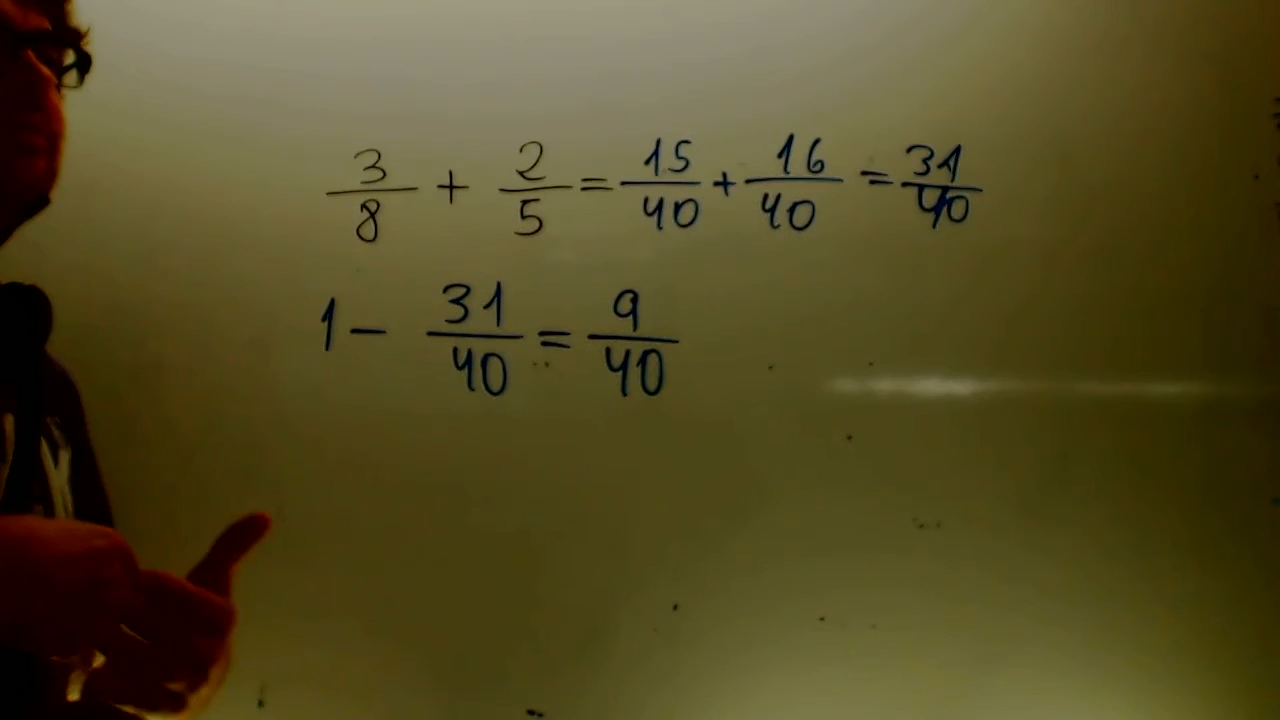 3/8 + 2/5 = 15/40 + 16/40 = 31/40
1 - 31/40 = 9/40